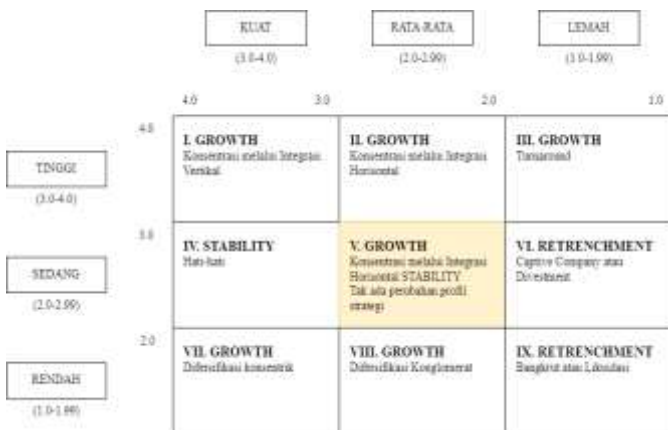 KUAT
RATA-RATA
LEMAH
(3.0-4.0)
(2.0-2.99)
(1.0-1.99)
4.0
3.0
2.0
1.0
4.0
TINGGI
(3.0-4.0)
I. GROWTH
Konsentrasi melalui Integrasi
Vertikal
II. GROWTH
Konsentrasi melalui Integrasi
Horisontal
III. GROWTH
Turnaround
3.0
SEDANG
(2.0-2.99)
IV. STABILITY
Hati-hati
V. GROWTH
Konsentrasi melalui Integrasi
Horisontal STABILITY
Tak ada perubahan profil
strategi
VI. RETRENCHMENT
Captive Company atau
Divestment
2.0
RENDAH
(1.0-1.99)
VII. GROWTH
Difersifikasi konsentrik
VIII. GROWTH
Difersifikasi Konglomerat
IX. RETRENCHMENT
Bangkrut atau Likuidasi